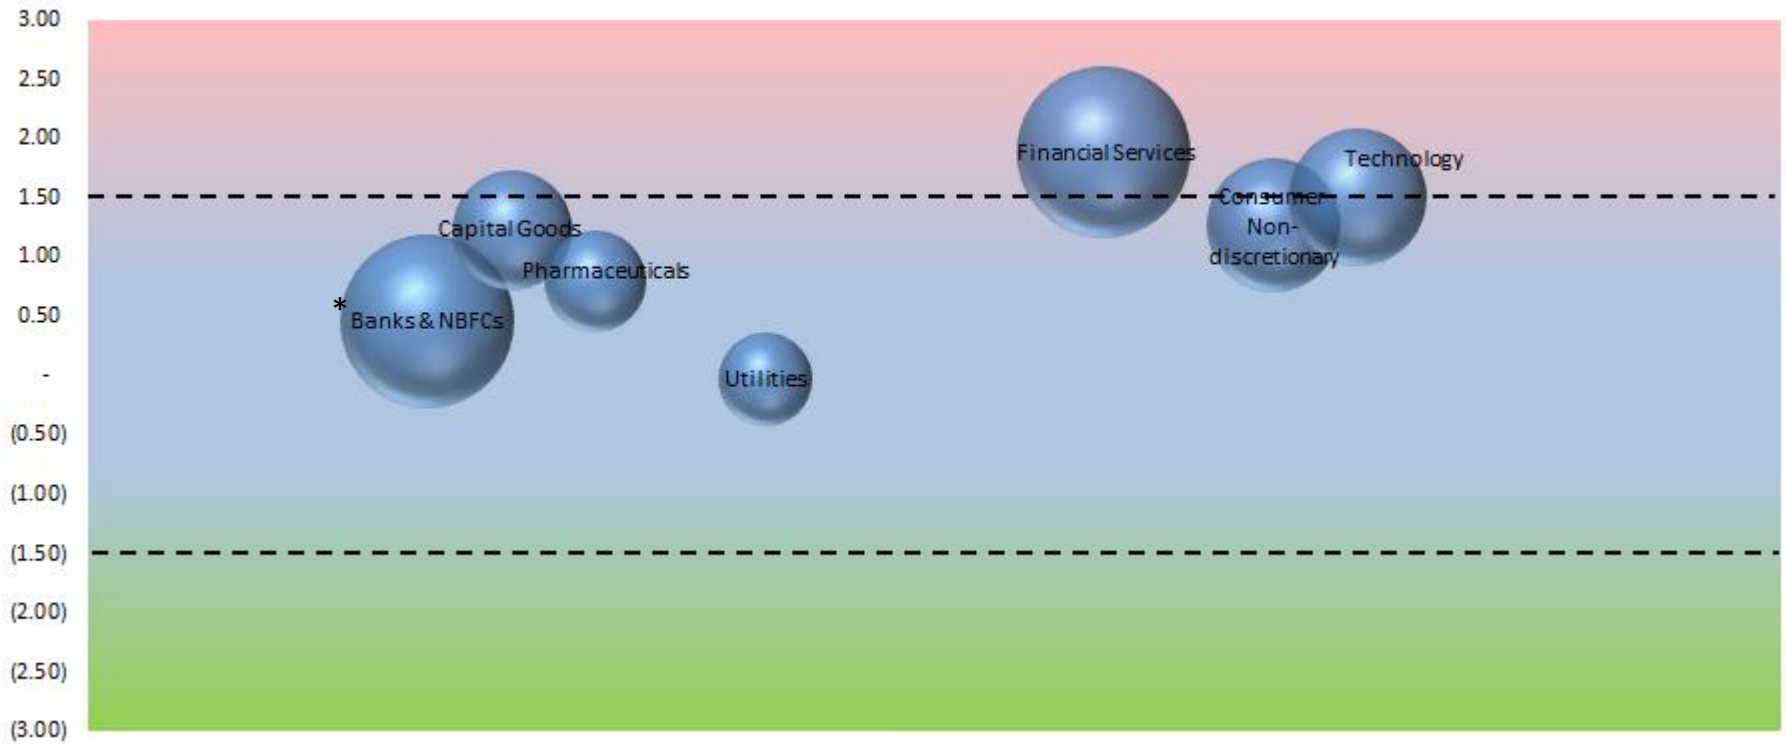 3.00
2.50
2.00
1.50
1.00
0.50
-
(0.50)
(1.00)
(1.50)
(2.00)
(2.50)
(3.00)
*
Banks & NBFCs
Capital Goods
Pharmaceuticals
Utilities
Financial Services
Consumer
Non-
discretionary
Technology